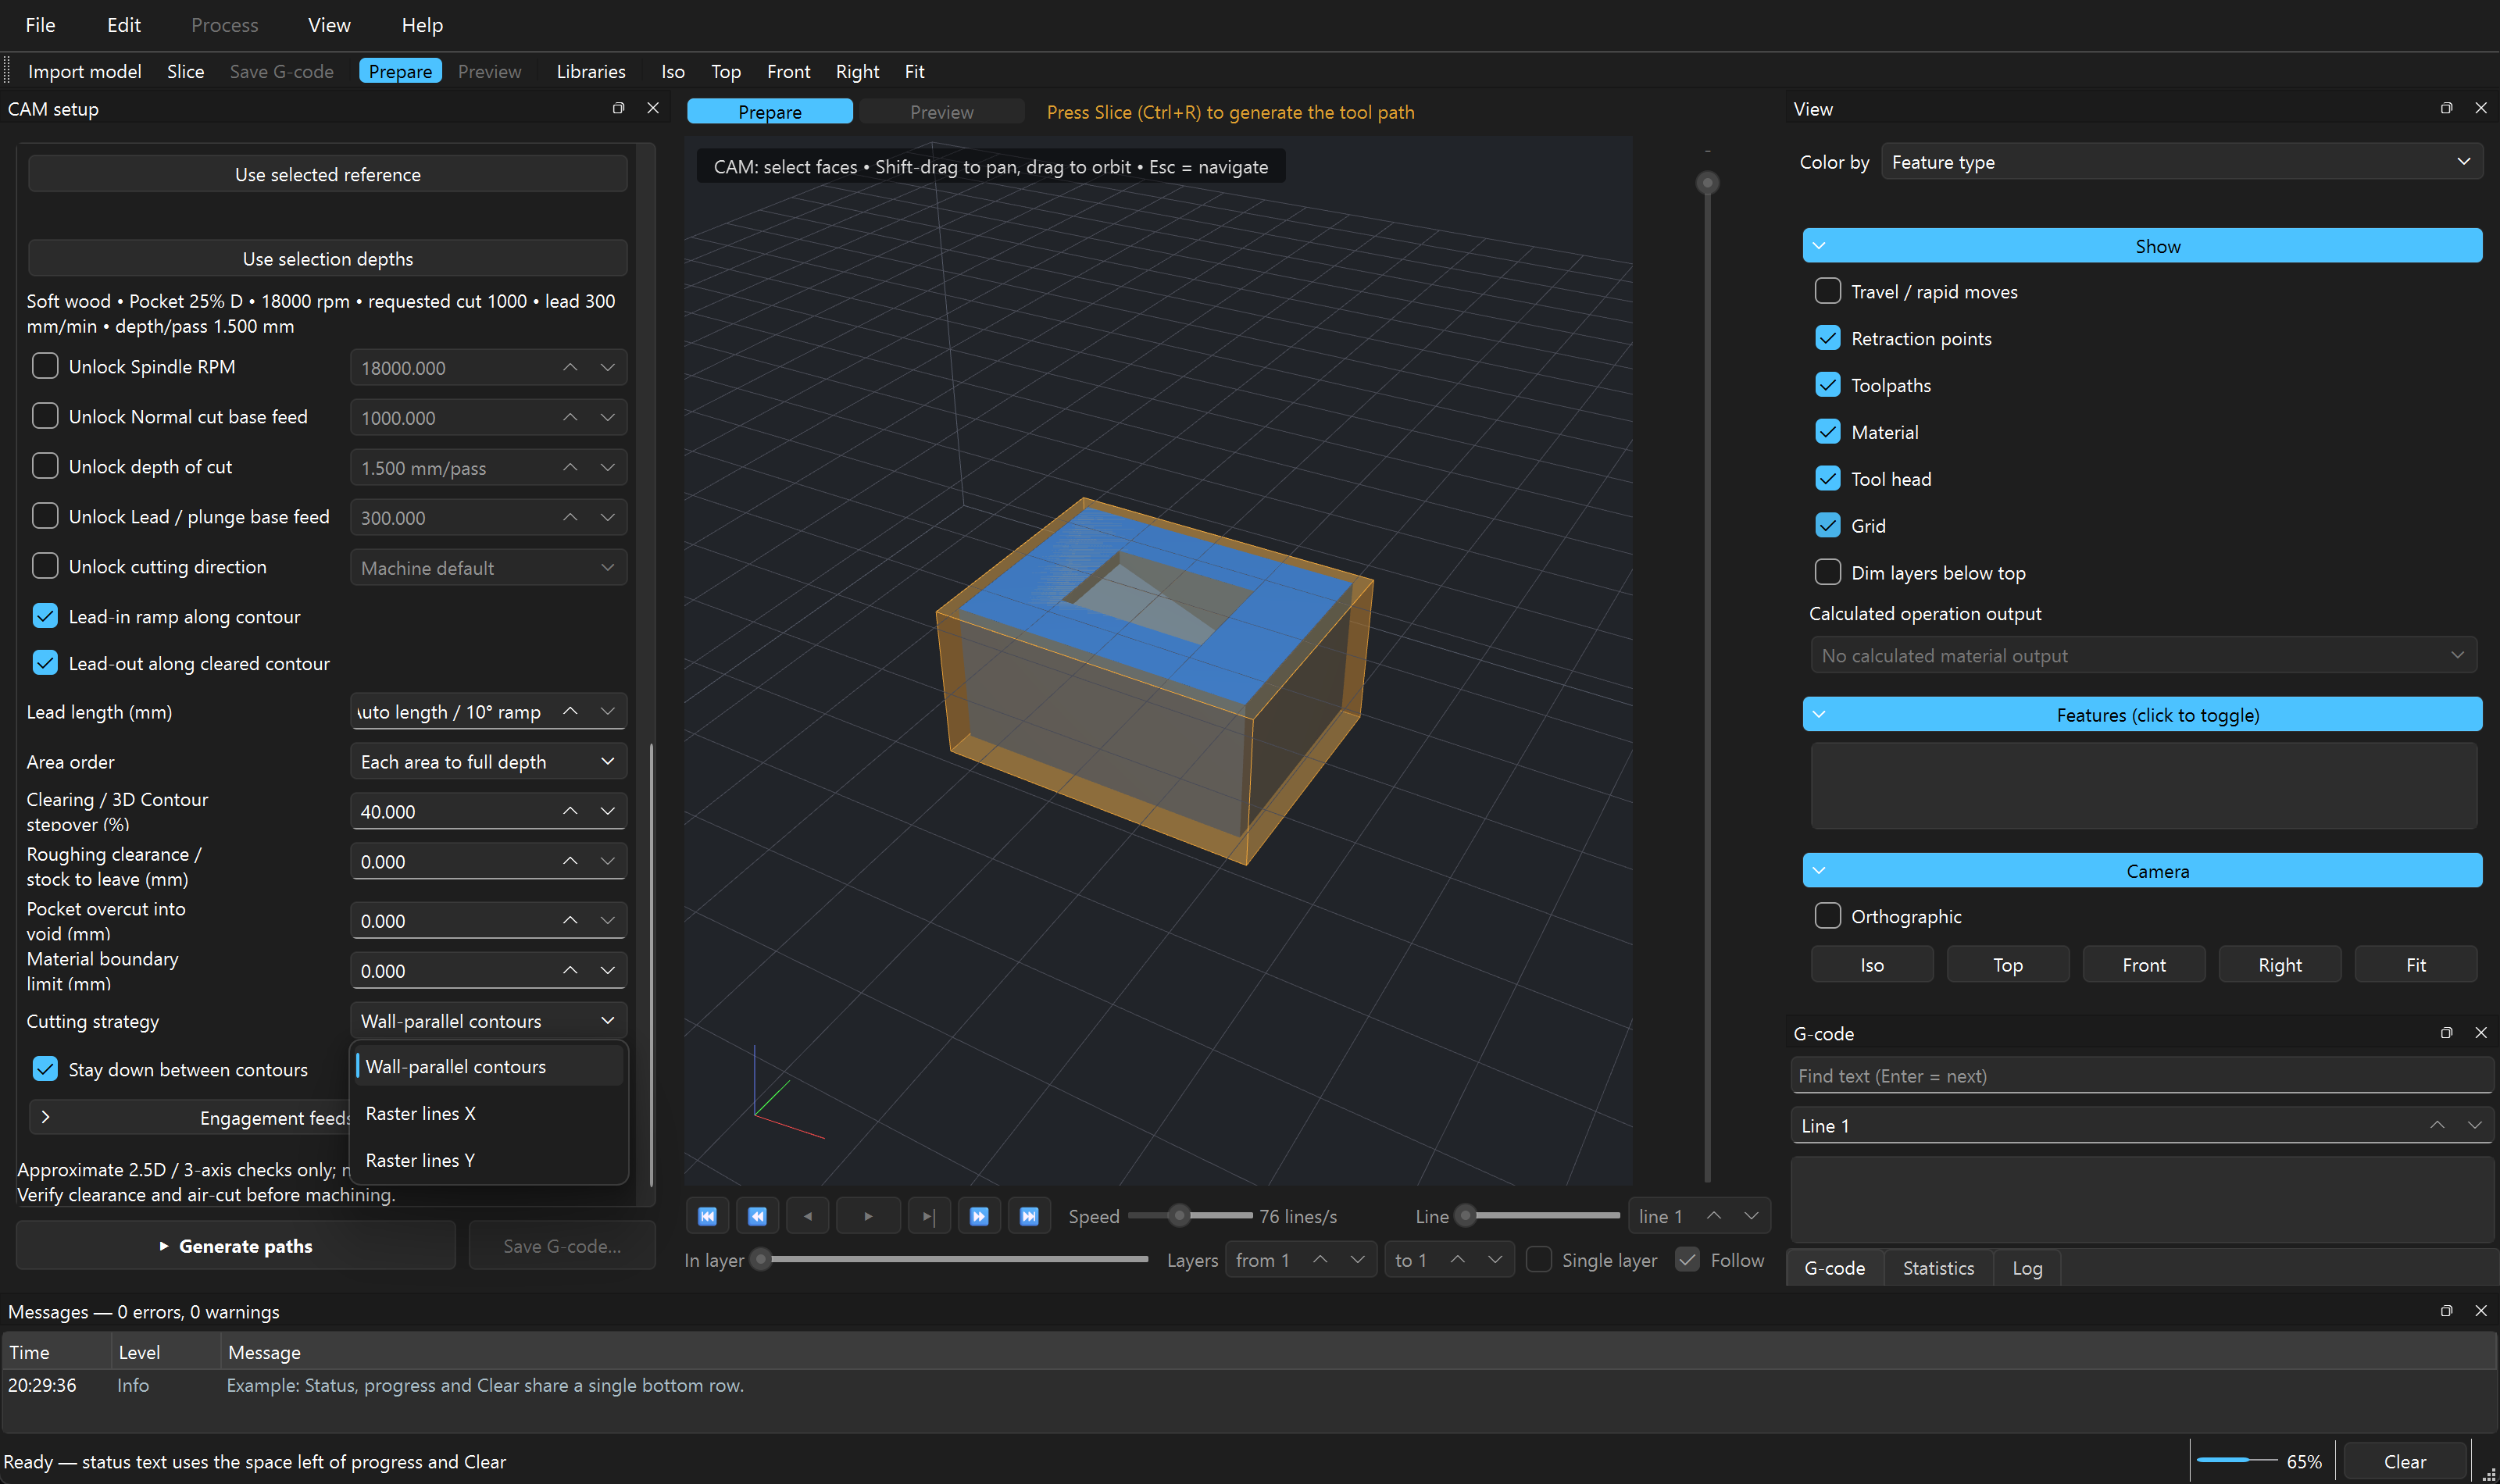 File Edit Process View Help
Import model Slice Save G-code Prepare Preview Libraries Iso Top Front Right Fit
CAM setup
Use selected reference
Use selection depths
Soft wood • Pocket 25% D • 18000 rpm • requested cut 1000 • lead 300
mm/min • depth/pass 1.500 mm
Unlock Spindle RPM 18000.000
Unlock Normal cut base feed 1000.000
Unlock depth of cut 1.500 mm/pass
Unlock Lead / plunge base feed 300.000
Unlock cutting direction Machine default
Lead-in ramp along contour
Lead-out along cleared contour
Lead length (mm) Auto length / 10° ramp
Area order Each area to full depth
Clearing / 3D Contour
stepover (%) 40.000
Roughing clearance /
stock to leave (mm) 0.000
Pocket overcut into
void (mm) 0.000
Material boundary
limit (mm) 0.000
Cutting strategy Wall-parallel contours
Wall-parallel contours
Raster lines X
Raster lines Y
Stay down between contours
Engagement feeds
Approximate 2.5D / 3-axis checks only;
Verify clearance and air-cut before machining.
Generate paths Save G-code...
Prepare Preview Press Slice (Ctrl+R) to generate the tool path
CAM: select faces • Shift-drag to pan, drag to orbit • Esc = navigate
Speed 76 lines/s Line line 1
In layer Layers from 1 to 1 Single layer Follow
View
Color by Feature type
Show
Travel / rapid moves
Retraction points
Toolpaths
Material
Tool head
Grid
Dim layers below top
Calculated operation output
No calculated material output
Features (click to toggle)
Camera
Orthographic
Iso Top Front Right Fit
G-code
Find text (Enter = next)
Line 1
G-code Statistics Log
Messages — 0 errors, 0 warnings
Time Level Message
20:29:36 Info Example: Status, progress and Clear share a single bottom row.
Ready — status text uses the space left of progress and Clear 65% Clear